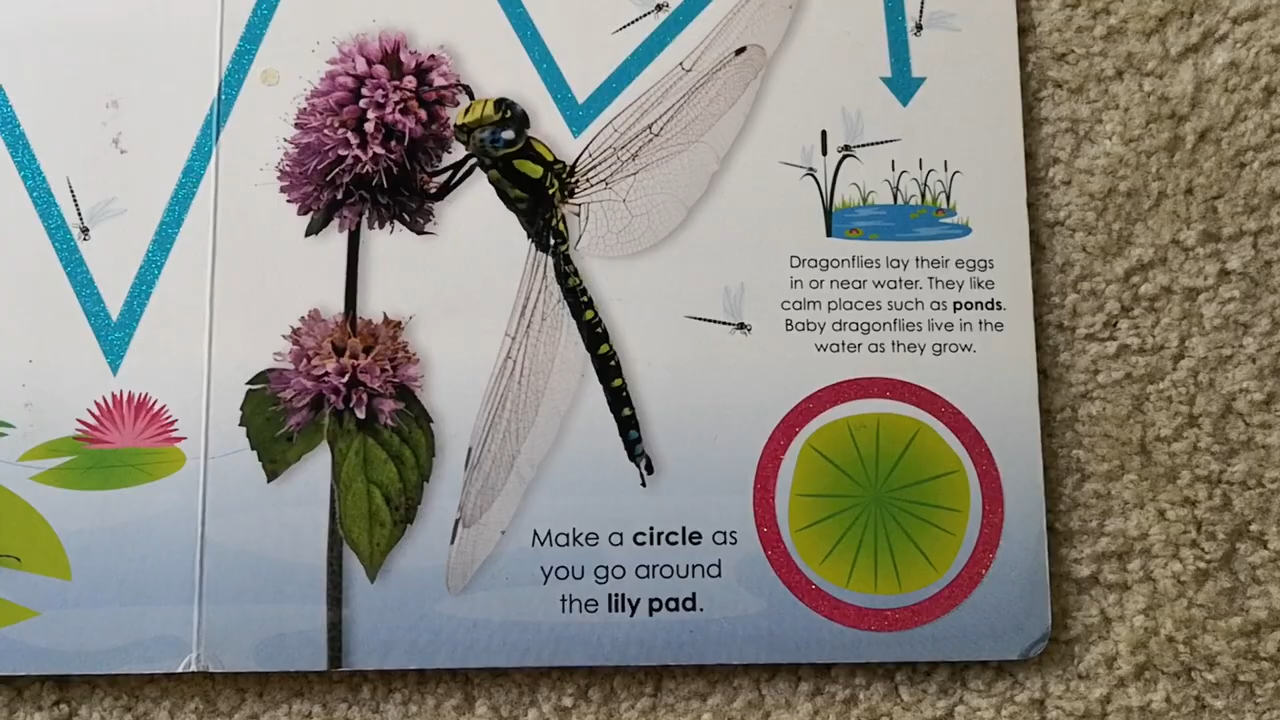 Dragonflies lay their eggs
in or near water. They like
calm places such as ponds.
Baby dragonflies live in the
water as they grow.
Make a circle as
you go around
the lily pad.